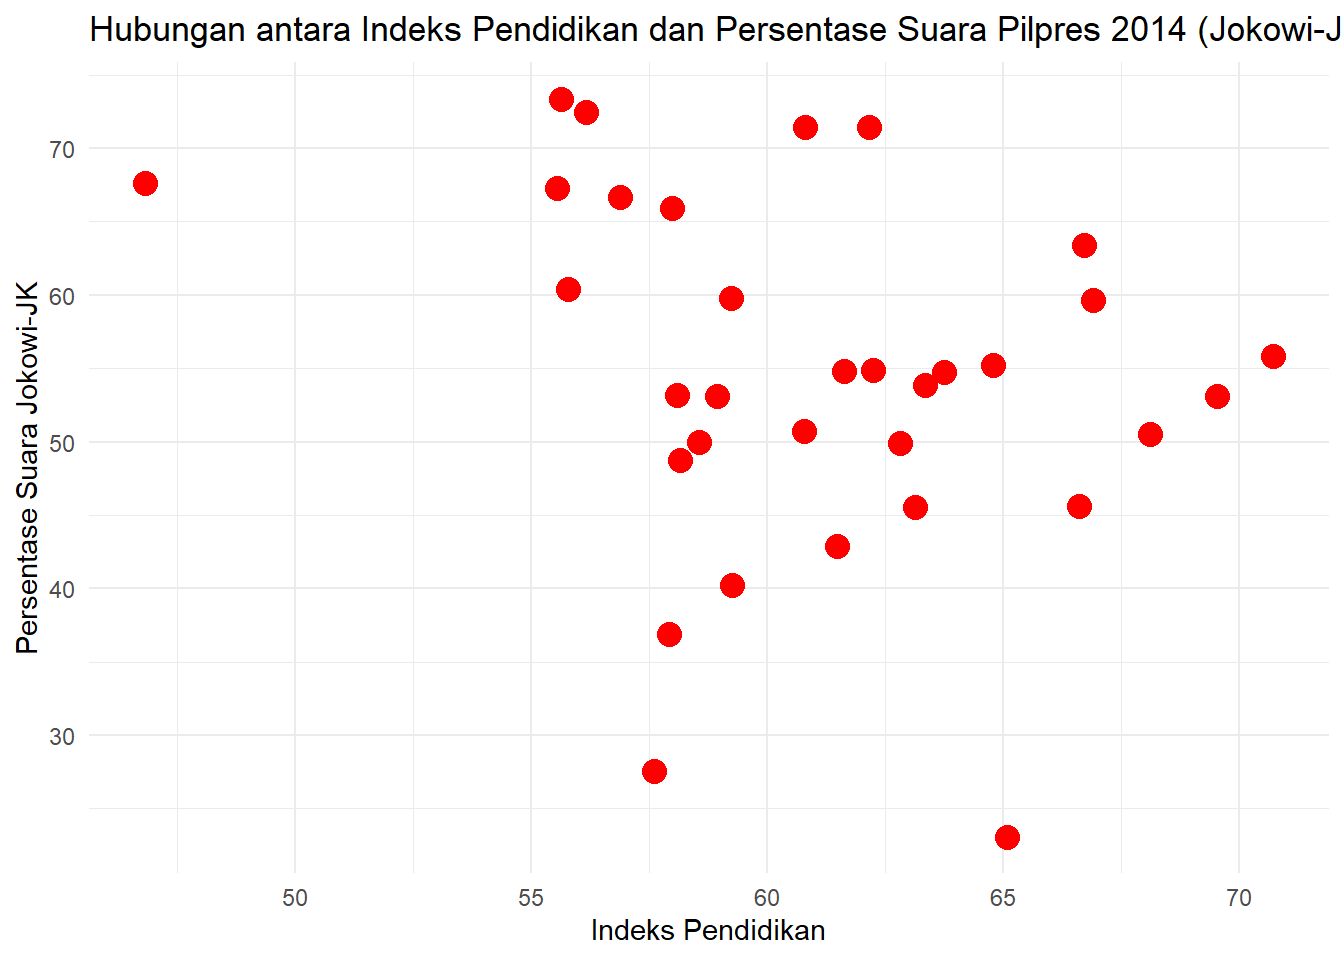 Hubungan antara Indeks Pendidikan dan Persentase Suara Pilpres 2014 (Jokowi-J
Persentase Suara Jokowi-JK
70
60
50
40
30
50 55 60 65 70
Indeks Pendidikan